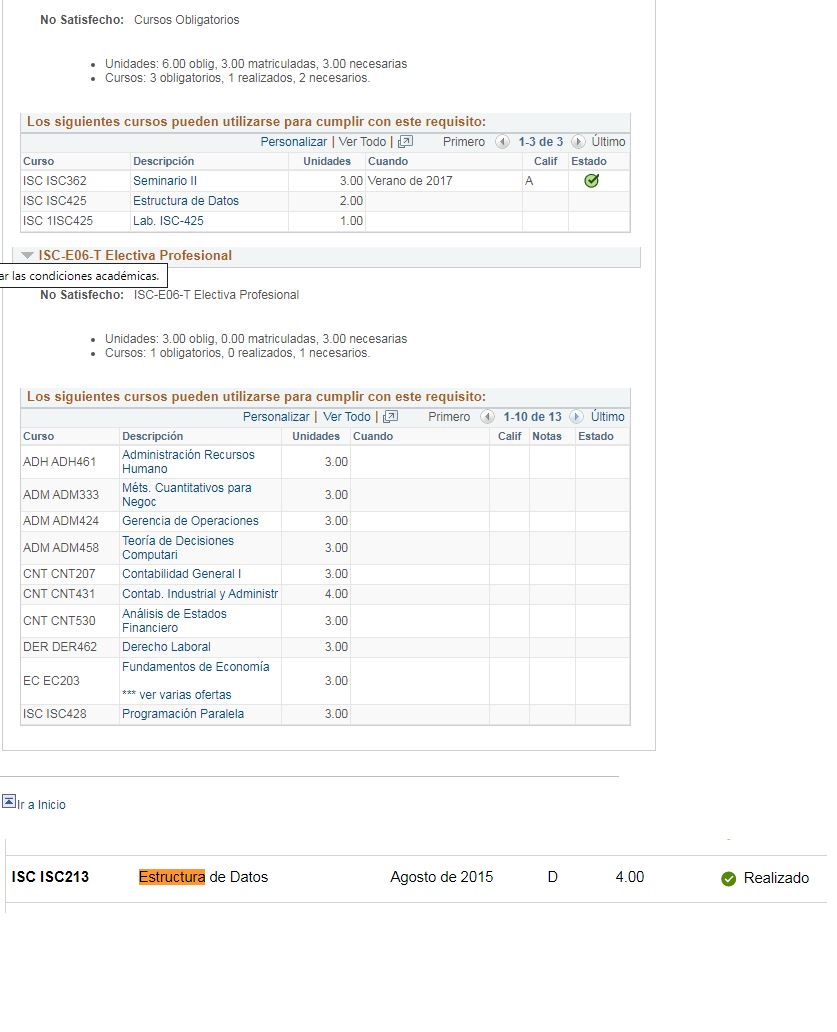 No Satisfecho: Cursos Obligatorios
• Unidades: 6.00 oblig, 3.00 matriculadas, 3.00 necesarias
• Cursos: 3 obligatorios, 1 realizados, 2 necesarios.
Los siguientes cursos pueden utilizarse para cumplir con este requisito:
Personalizar | Ver Todo | Primero 1-3 de 3 Último
Curso Descripción Unidades Cuando Calif Estado
ISC ISC362 Seminario II 3.00 Verano de 2017 A
ISC ISC425 Estructura de Datos 2.00
ISC 1ISC425 Lab. ISC-425 1.00
ISC-E06-T Electiva Profesional
ar las condiciones académicas.
No Satisfecho: ISC-E06-T Electiva Profesional
• Unidades: 3.00 oblig, 0.00 matriculadas, 3.00 necesarias
• Cursos: 1 obligatorios, 0 realizados, 1 necesarios.
Los siguientes cursos pueden utilizarse para cumplir con este requisito:
Personalizar | Ver Todo | Primero 1-10 de 13 Último
Curso Descripción Unidades Cuando Calif Notas Estado
ADH ADH461 Administración Recursos
Humano 3.00
ADM ADM333 Méts. Cuantitativos para
Negoc 3.00
ADM ADM424 Gerencia de Operaciones 3.00
ADM ADM458 Teoría de Decisiones
Computari 3.00
CNT CNT207 Contabilidad General I 3.00
CNT CNT431 Contab. Industrial y Administr 4.00
CNT CNT530 Análisis de Estados
Financiero 3.00
DER DER462 Derecho Laboral 3.00
EC EC203 Fundamentos de Economía 3.00
*** ver varias ofertas
ISC ISC428 Programación Paralela 3.00
Ir a Inicio
ISC ISC213 Estructura de Datos Agosto de 2015 D 4.00 Realizado